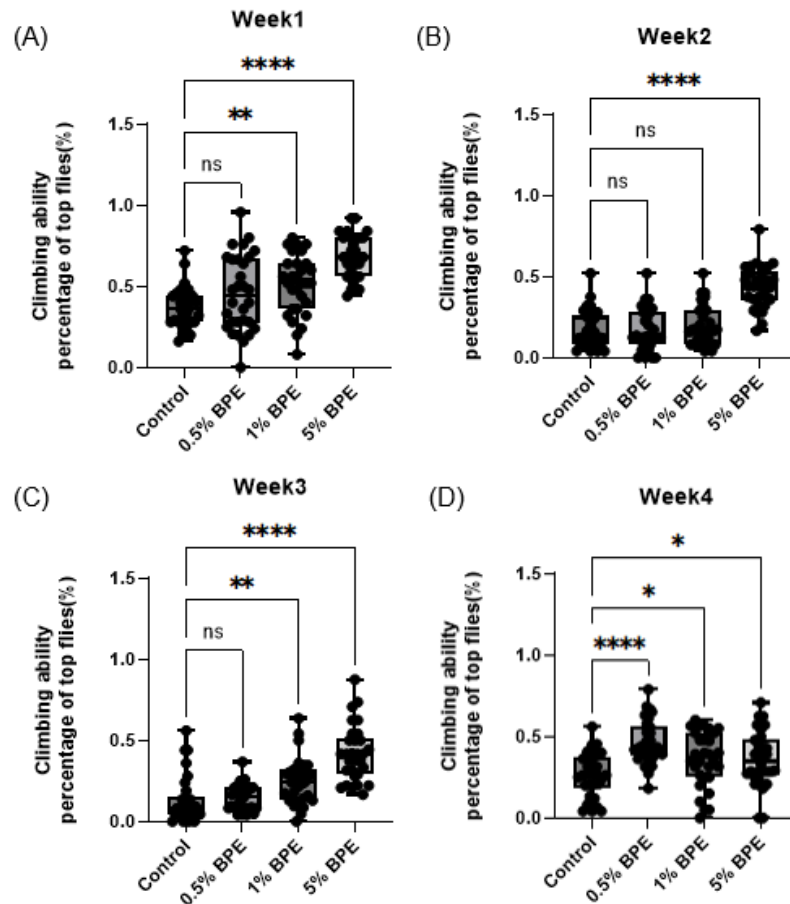 (A)
Week1
****
**
ns
1.5
1.0
0.5
0.0
Climbing ability
percentage of top flies(%)
Control
0.5% BPE
1% BPE
5% BPE
(B)
Week2
****
ns
ns
1.5
1.0
0.5
0.0
Climbing ability
percentage of top flies(%)
Control
0.5% BPE
1% BPE
5% BPE
(C)
Week3
****
**
ns
1.5
1.0
0.5
0.0
Climbing ability
percentage of top flies(%)
Control
0.5% BPE
1% BPE
5% BPE
(D)
Week4
*
*
****
1.5
1.0
0.5
0.0
Climbing ability
percentage of top flies(%)
Control
0.5% BPE
1% BPE
5% BPE